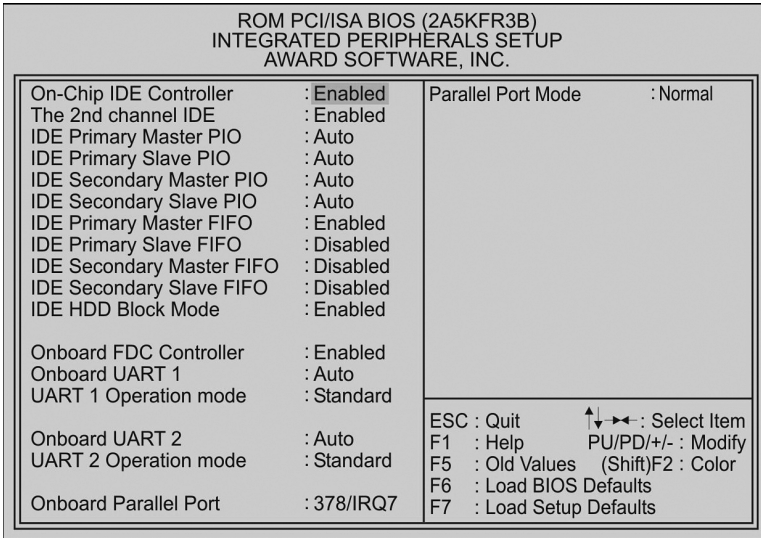 ROM PCI/ISA BIOS (2A5KFR3B)
INTEGRATED PERIPHERALS SETUP
AWARD SOFTWARE, INC.
On-Chip IDE Controller : Enabled
The 2nd channel IDE : Enabled
IDE Primary Master PIO : Auto
IDE Primary Slave PIO : Auto
IDE Secondary Master PIO : Auto
IDE Secondary Slave PIO : Auto
IDE Primary Master FIFO : Enabled
IDE Primary Slave FIFO : Disabled
IDE Secondary Master FIFO : Disabled
IDE Secondary Slave FIFO : Disabled
IDE HDD Block Mode : Enabled
Onboard FDC Controller : Enabled
Onboard UART 1 : Auto
UART 1 Operation mode : Standard
Onboard UART 2 : Auto
UART 2 Operation mode : Standard
Onboard Parallel Port : 378/IRQ7
Parallel Port Mode : Normal
ESC : Quit ↑↓→← : Select Item
F1 : Help PU/PD/+/- : Modify
F5 : Old Values (Shift)F2 : Color
F6 : Load BIOS Defaults
F7 : Load Setup Defaults